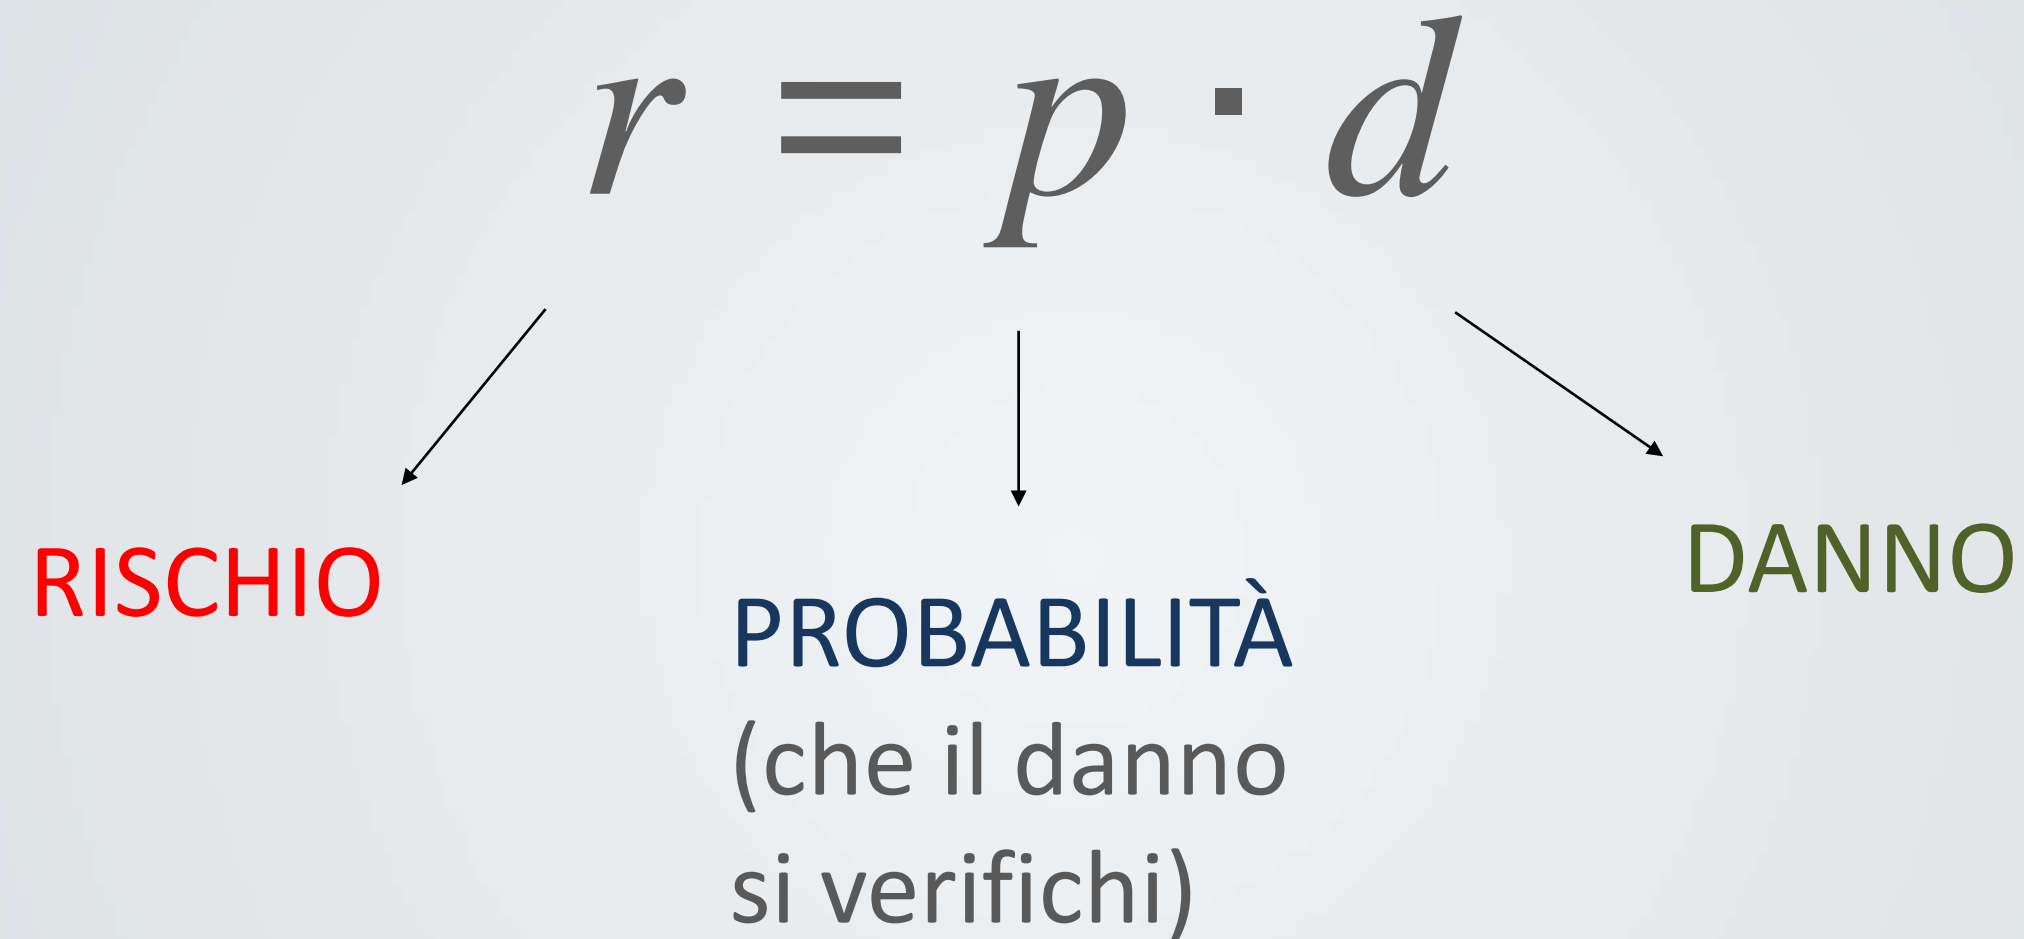 r = p · d
RISCHIO
PROBABILITÀ
(che il danno
si verifichi)
DANNO